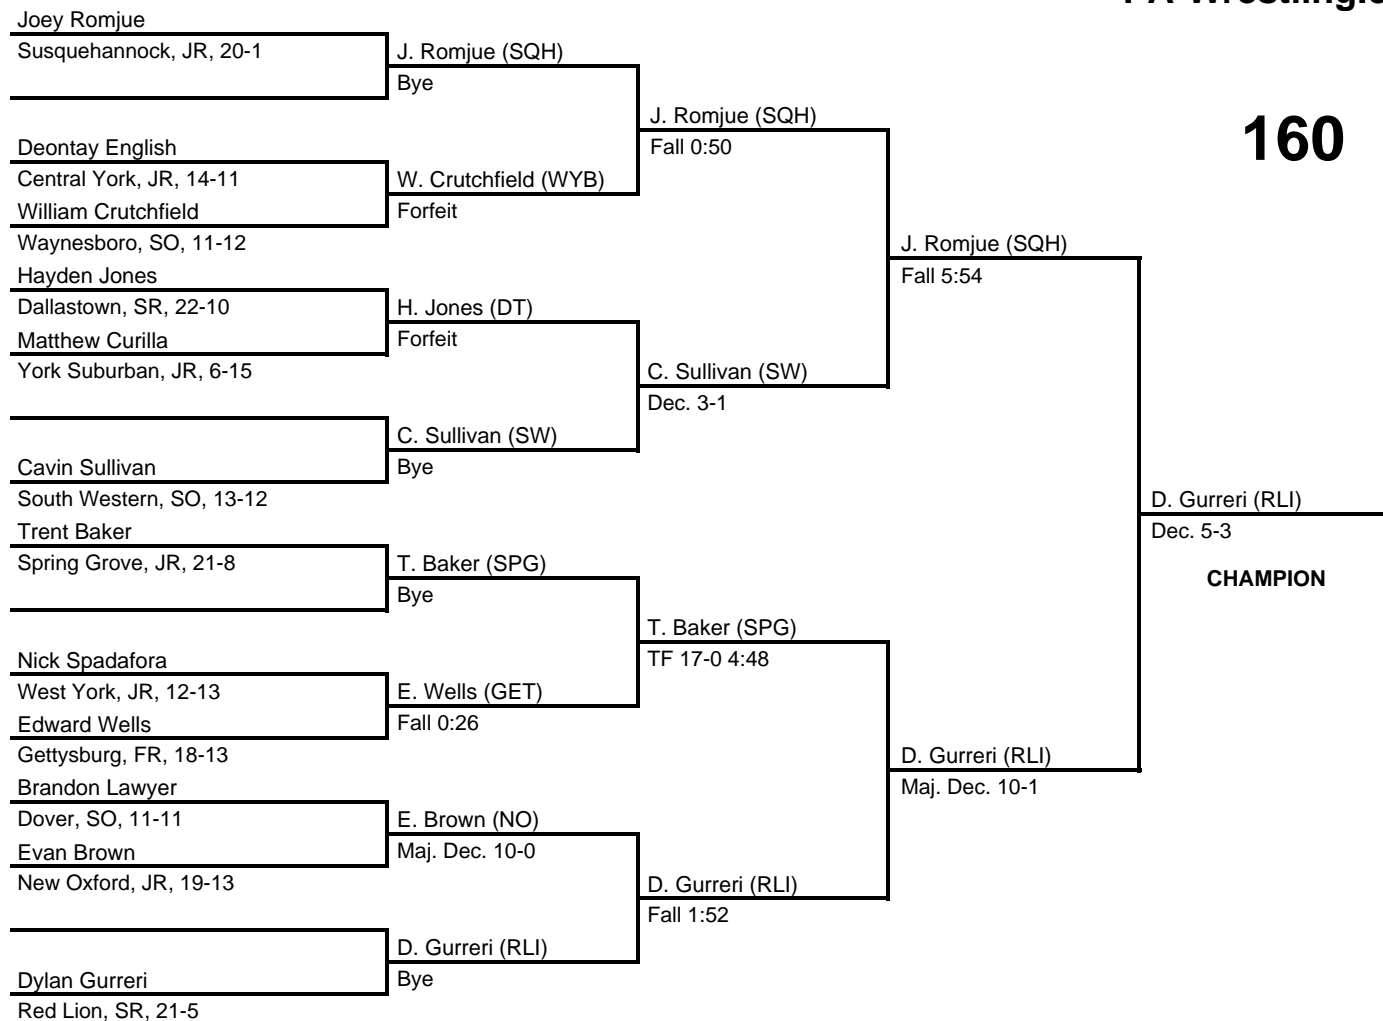 Joey Romjue
Susquehannock, JR, 20-1
Deontay English
Central York, JR, 14-11
William Crutchfield
Waynesboro, SO, 11-12
Hayden Jones
Dallastown, SR, 22-10
Matthew Curilla
York Suburban, JR, 6-15
Cavin Sullivan
South Western, SO, 13-12
Trent Baker
Spring Grove, JR, 21-8
Nick Spadafora
West York, JR, 12-13
Edward Wells
Gettysburg, FR, 18-13
Brandon Lawyer
Dover, SO, 11-11
Evan Brown
New Oxford, JR, 19-13
Dylan Gurreri
Red Lion, SR, 21-5
J. Romjue (SQH)
Bye
W. Crutchfield (WYB)
Forfeit
H. Jones (DT)
Forfeit
C. Sullivan (SW)
Bye
T. Baker (SPG)
Bye
E. Wells (GET)
Fall 0:26
E. Brown (NO)
Maj. Dec. 10-0
D. Gurreri (RLI)
Bye
J. Romjue (SQH)
Fall 0:50
C. Sullivan (SW)
Dec. 3-1
T. Baker (SPG)
TF 17-0 4:48
D. Gurreri (RLI)
Fall 1:52
J. Romjue (SQH)
Fall 5:54
D. Gurreri (RLI)
Maj. Dec. 10-1
160
D. Gurreri (RLI)
Dec. 5-3
CHAMPION